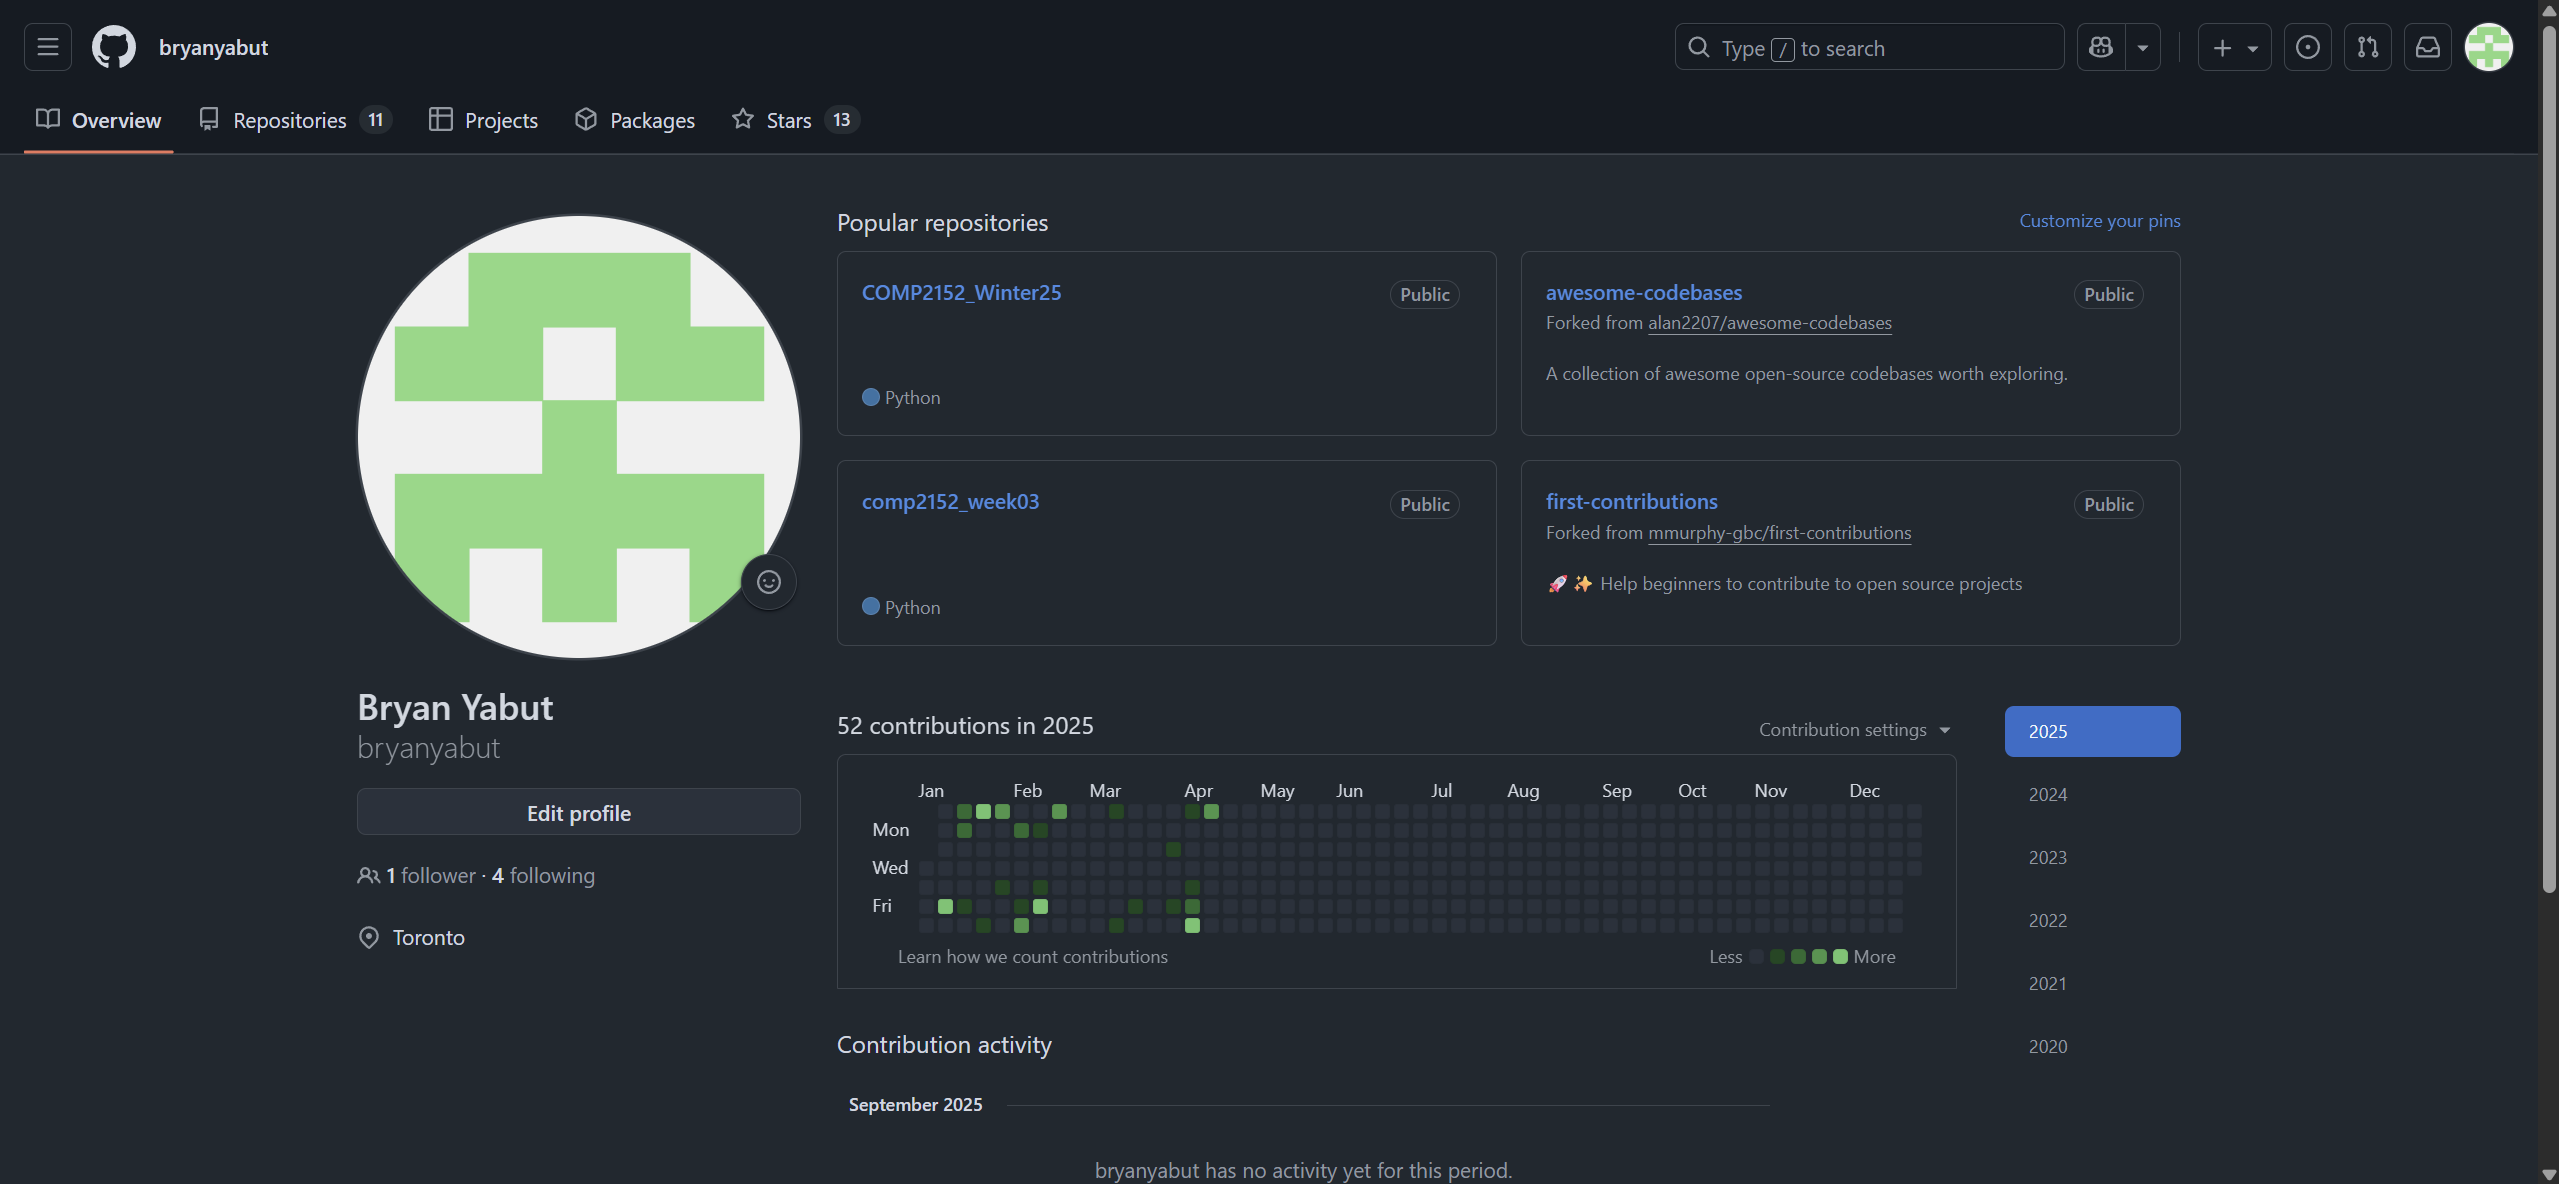 bryanyabut
Type / to search
Overview
Repositories 11
Projects
Packages
Stars 13
Popular repositories
Customize your pins
COMP2152_Winter25
Public
Python
awesome-codebases
Public
Forked from alan2207/awesome-codebases
A collection of awesome open-source codebases worth exploring.
comp2152_week03
Public
Python
first-contributions
Public
Forked from mmurphy-gbc/first-contributions
🚀 ✨ Help beginners to contribute to open source projects
Bryan Yabut
bryanyabut
Edit profile
1 follower · 4 following
Toronto
52 contributions in 2025
Contribution settings
Jan Feb Mar Apr May Jun Jul Aug Sep Oct Nov Dec
Mon
Wed
Fri
Learn how we count contributions
Less More
2025
2024
2023
2022
2021
2020
Contribution activity
September 2025
bryanyabut has no activity yet for this period.